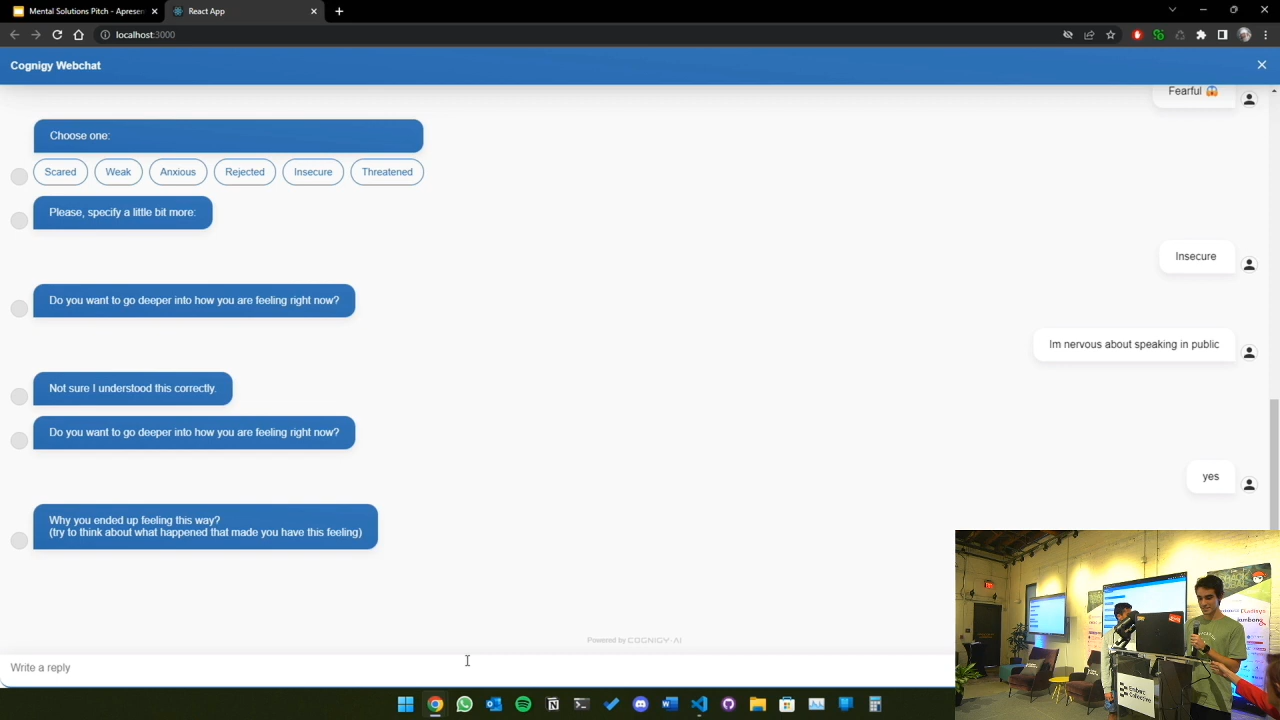 Mental Solutions Pitch - Apresen
React App
localhost:3000
Cognigy Webchat
Fearful 😱
Choose one:
Scared
Weak
Anxious
Rejected
Insecure
Threatened
Please, specify a little bit more:
Insecure
Do you want to go deeper into how you are feeling right now?
Im nervous about speaking in public
Not sure I understood this correctly.
Do you want to go deeper into how you are feeling right now?
yes
Why you ended up feeling this way?
(try to think about what happened that made you have this feeling)
Powered by COGNIGY.AI
Write a reply